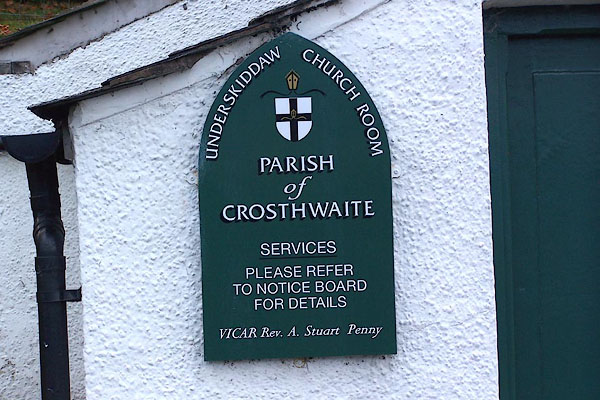 UNDERSKIDDAW CHURCH ROOM
PARISH
of
CROSTHWAITE
SERVICES
PLEASE REFER
TO NOTICE BOARD
FOR DETAILS
VICAR Rev. A. Stuart Penny